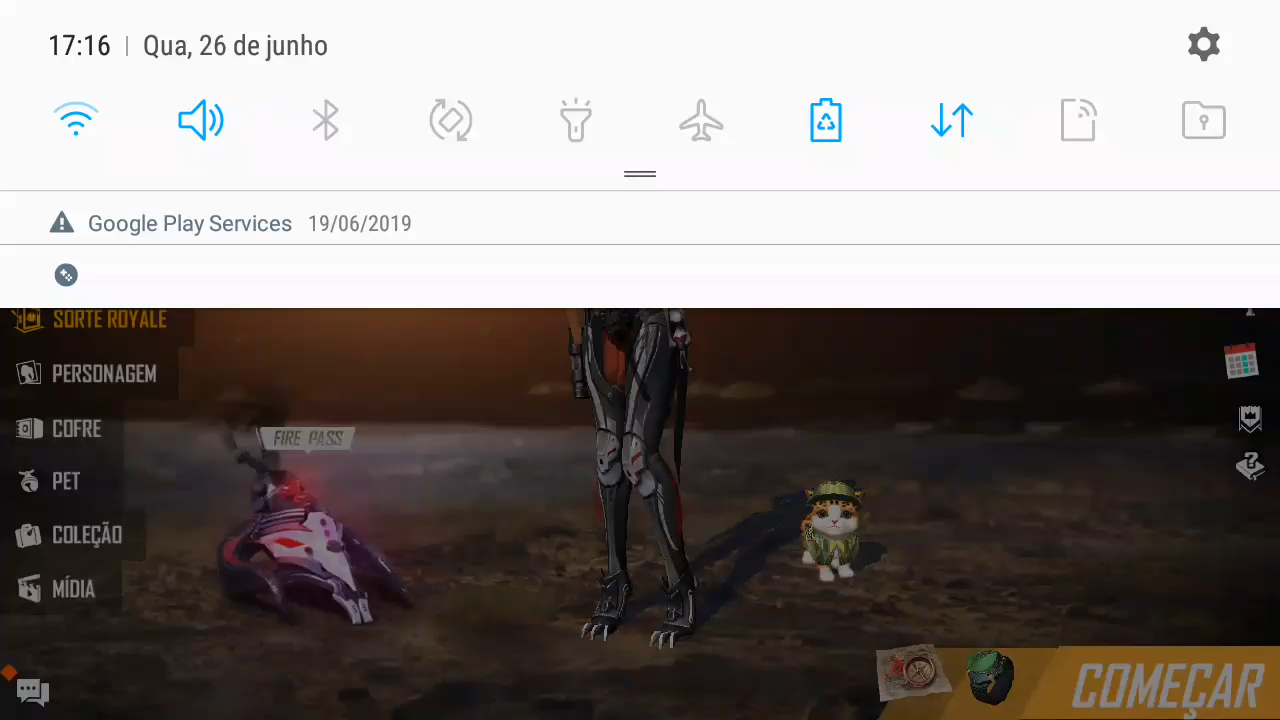 17:16 | Qua, 26 de junho
Google Play Services 19/06/2019
SORTE ROYALE
PERSONAGEM
COFRE
FIRE PASS
PET
COLEÇÃO
MÍDIA
COMEÇAR